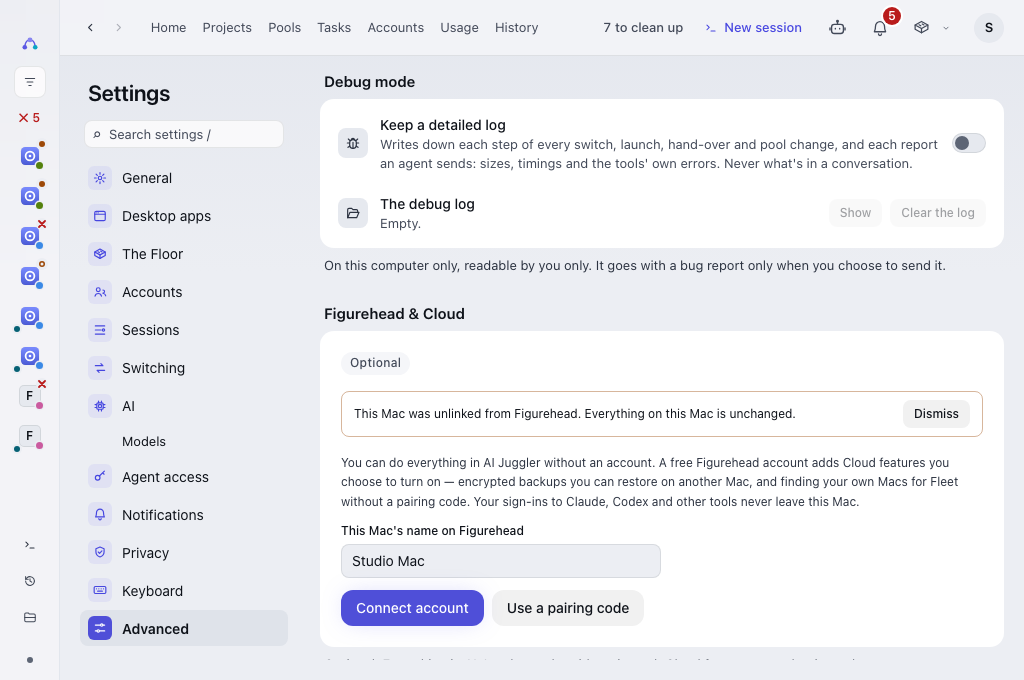 Home Projects Pools Tasks Accounts Usage History 7 to clean up New session 5 S
5
F
F
Settings
Search settings /
General
Desktop apps
The Floor
Accounts
Sessions
Switching
AI
Models
Agent access
Notifications
Privacy
Keyboard
Advanced
Debug mode
Keep a detailed log
Writes down each step of every switch, launch, hand-over and pool change, and each report
an agent sends: sizes, timings and the tools' own errors. Never what's in a conversation.
The debug log
Empty.
Show Clear the log
On this computer only, readable by you only. It goes with a bug report only when you choose to send it.
Figurehead & Cloud
Optional
This Mac was unlinked from Figurehead. Everything on this Mac is unchanged.
Dismiss
You can do everything in AI Juggler without an account. A free Figurehead account adds Cloud features you
choose to turn on — encrypted backups you can restore on another Mac, and finding your own Macs for Fleet
without a pairing code. Your sign-ins to Claude, Codex and other tools never leave this Mac.
This Mac's name on Figurehead
Studio Mac
Connect account Use a pairing code